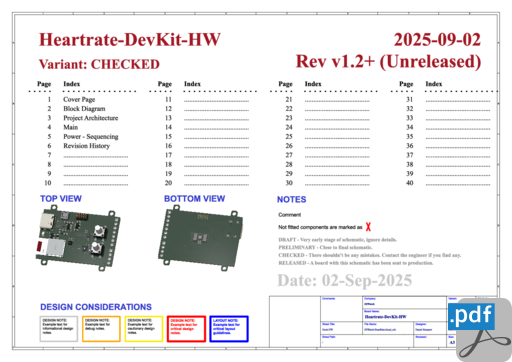 Heartrate-DevKit-HW
2025-09-02
Variant: CHECKED
Rev v1.2+ (Unreleased)
Page Index Page Index Page Index Page Index
1 Cover Page 11 21 31
2 Block Diagram 12 22 32
3 Project Architecture 13 23 33
4 Main 14 24 34
5 Power - Sequencing 15 25 35
6 Revision History 16 26 36
7 17 27 37
8 18 28 38
9 19 29 39
10 20 30 40
TOP VIEW
BOTTOM VIEW
NOTES
Comment
Not fitted components are marked as X
DRAFT - Very early stage of schematic, ignore details.
PRELIMINARY - Close to final schematic.
CHECKED - There shouldn't be any mistakes. Contact the engineer if you find any.
RELEASED - A board with this schematic has been sent to production.
Date: 02-Sep-2025
DESIGN CONSIDERATIONS
DESIGN NOTE:
Example text for
informational design
notes.
DESIGN NOTE:
Example text for
debug notes.
DESIGN NOTE:
Example text for
cautionary design
notes.
DESIGN NOTE:
Example text for
critical design
notes.
LAYOUT NOTE:
Example text for
critical layout
guidelines.
Comments:
Company:
Variant:
Board Name:
Heartrate-DevKit-HW
Sheet Title:
File Name:
Designer:
Sheet Path:
Reviewer:
Size:
A3
.pdf